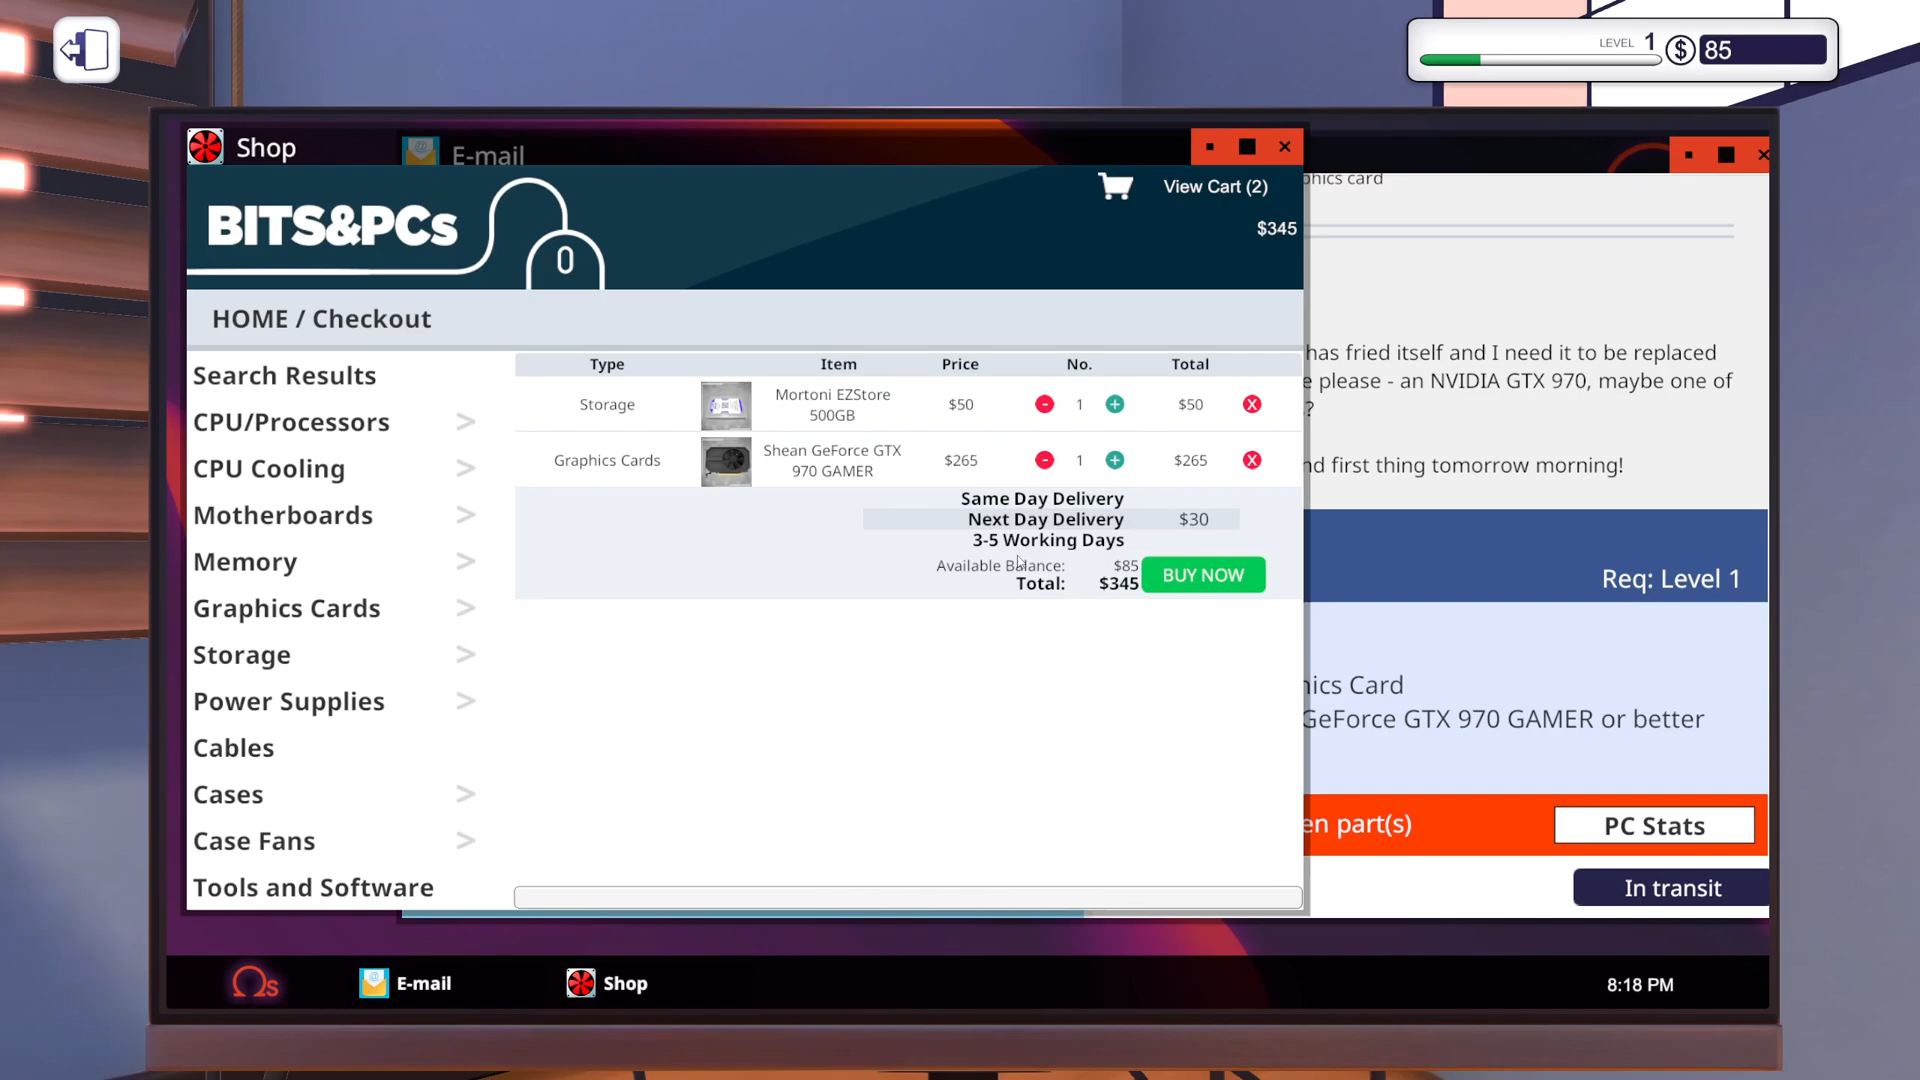 LEVEL 1 $ 85
Shop
E-mail
BITS&PCs
View Cart (2)
$345
HOME / Checkout
Search Results
CPU/Processors >
CPU Cooling >
Motherboards >
Memory >
Graphics Cards >
Storage >
Power Supplies >
Cables
Cases >
Case Fans >
Tools and Software
Type Item Price No. Total
Storage Mortoni EZStore 500GB $50 - 1 + $50 X
Graphics Cards Shean GeForce GTX 970 GAMER $265 - 1 + $265 X
Same Day Delivery
Next Day Delivery $30
3-5 Working Days
Available Balance: $85
Total: $345
BUY NOW
phics card
has fried itself and I need it to be replaced
e please - an NVIDIA GTX 970, maybe one of
?
nd first thing tomorrow morning!
Req: Level 1
hics Card
GeForce GTX 970 GAMER or better
en part(s)
PC Stats
In transit
Ωs
E-mail
Shop
8:18 PM